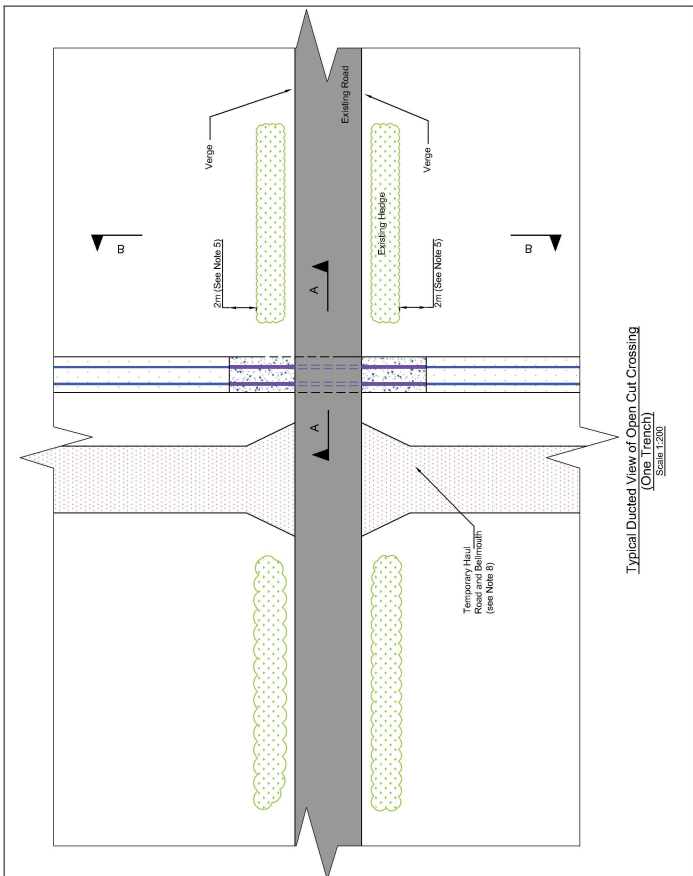 Verge
Existing Road
Verge
Existing Hedge
B
2m (See Note 5)
A
2m (See Note 5)
B
A
Temporary Haul
Road and Bellmouth
(see Note 8)
Typical Ducted View of Open Cut Crossing
(One Trench)
Scale 1:200